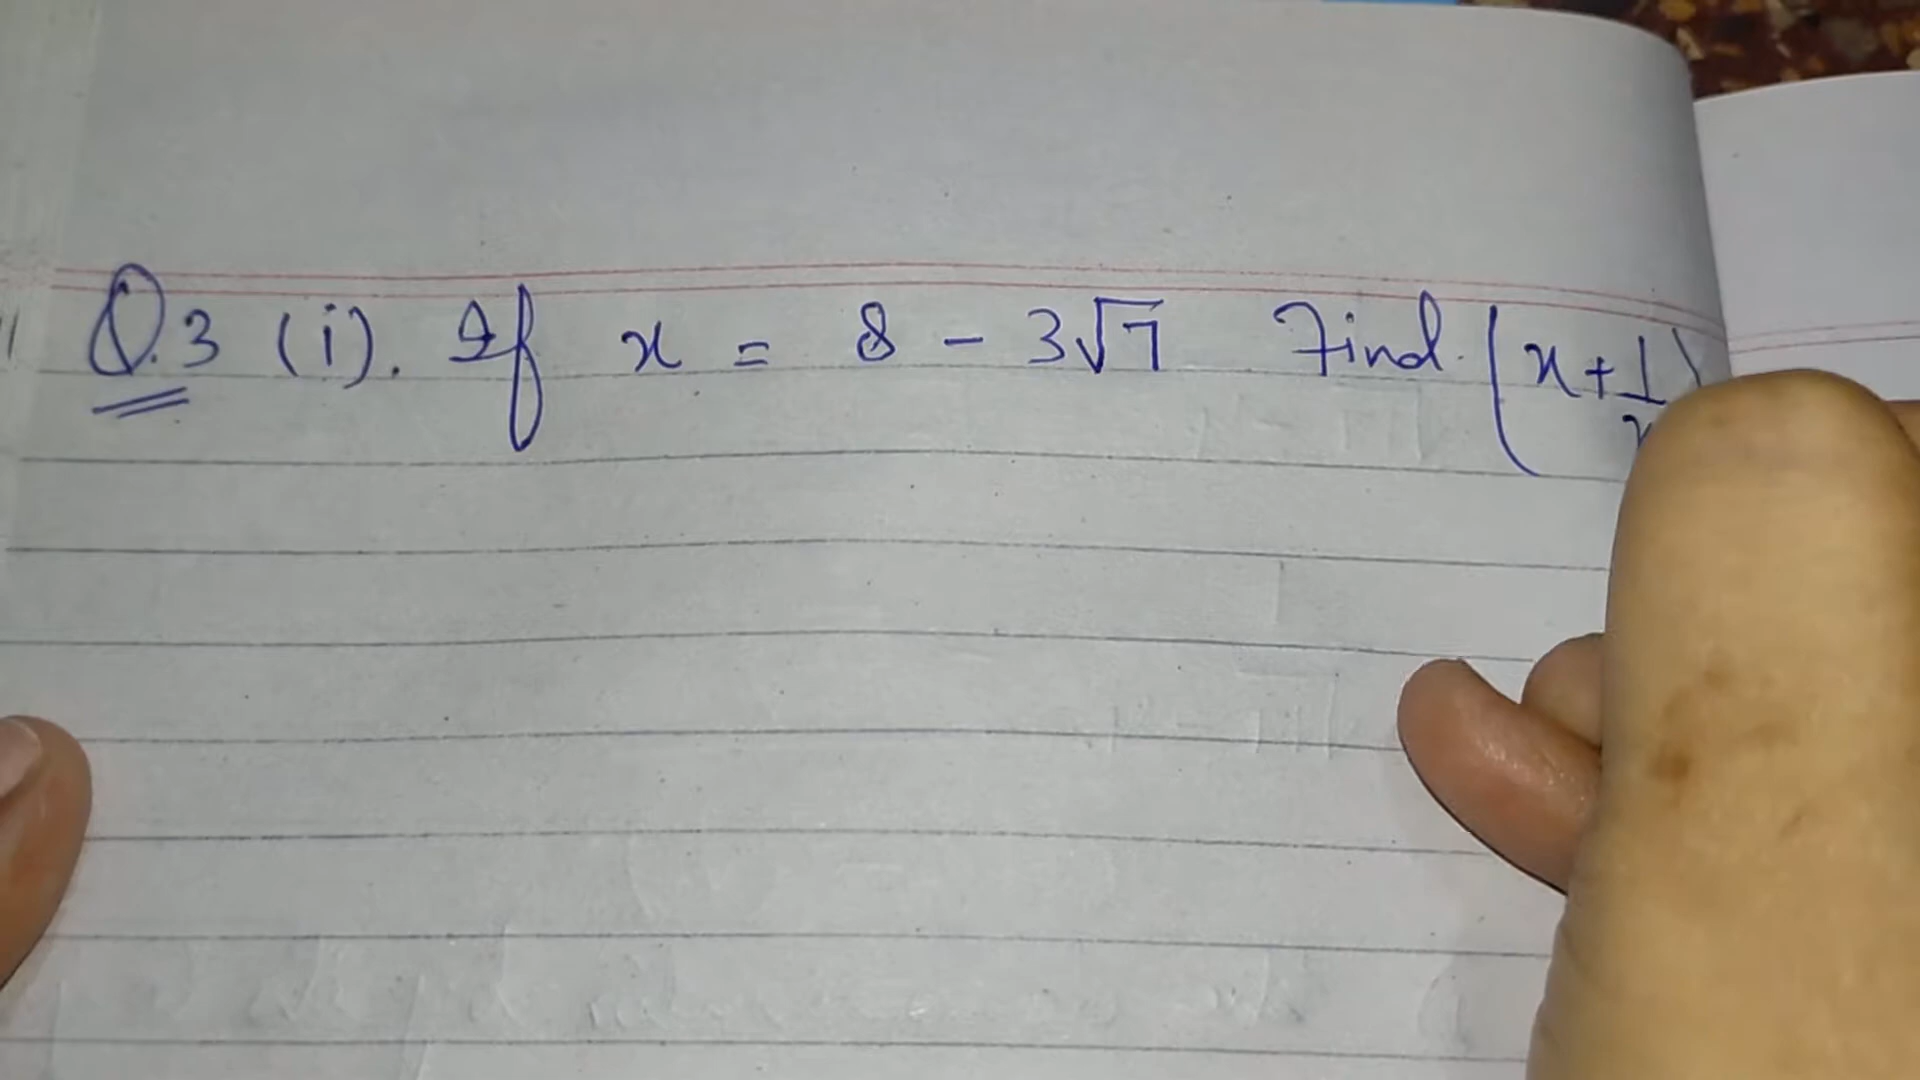 Q.3 (i). If x = 8 - 3√7 Find (x + 1/x)